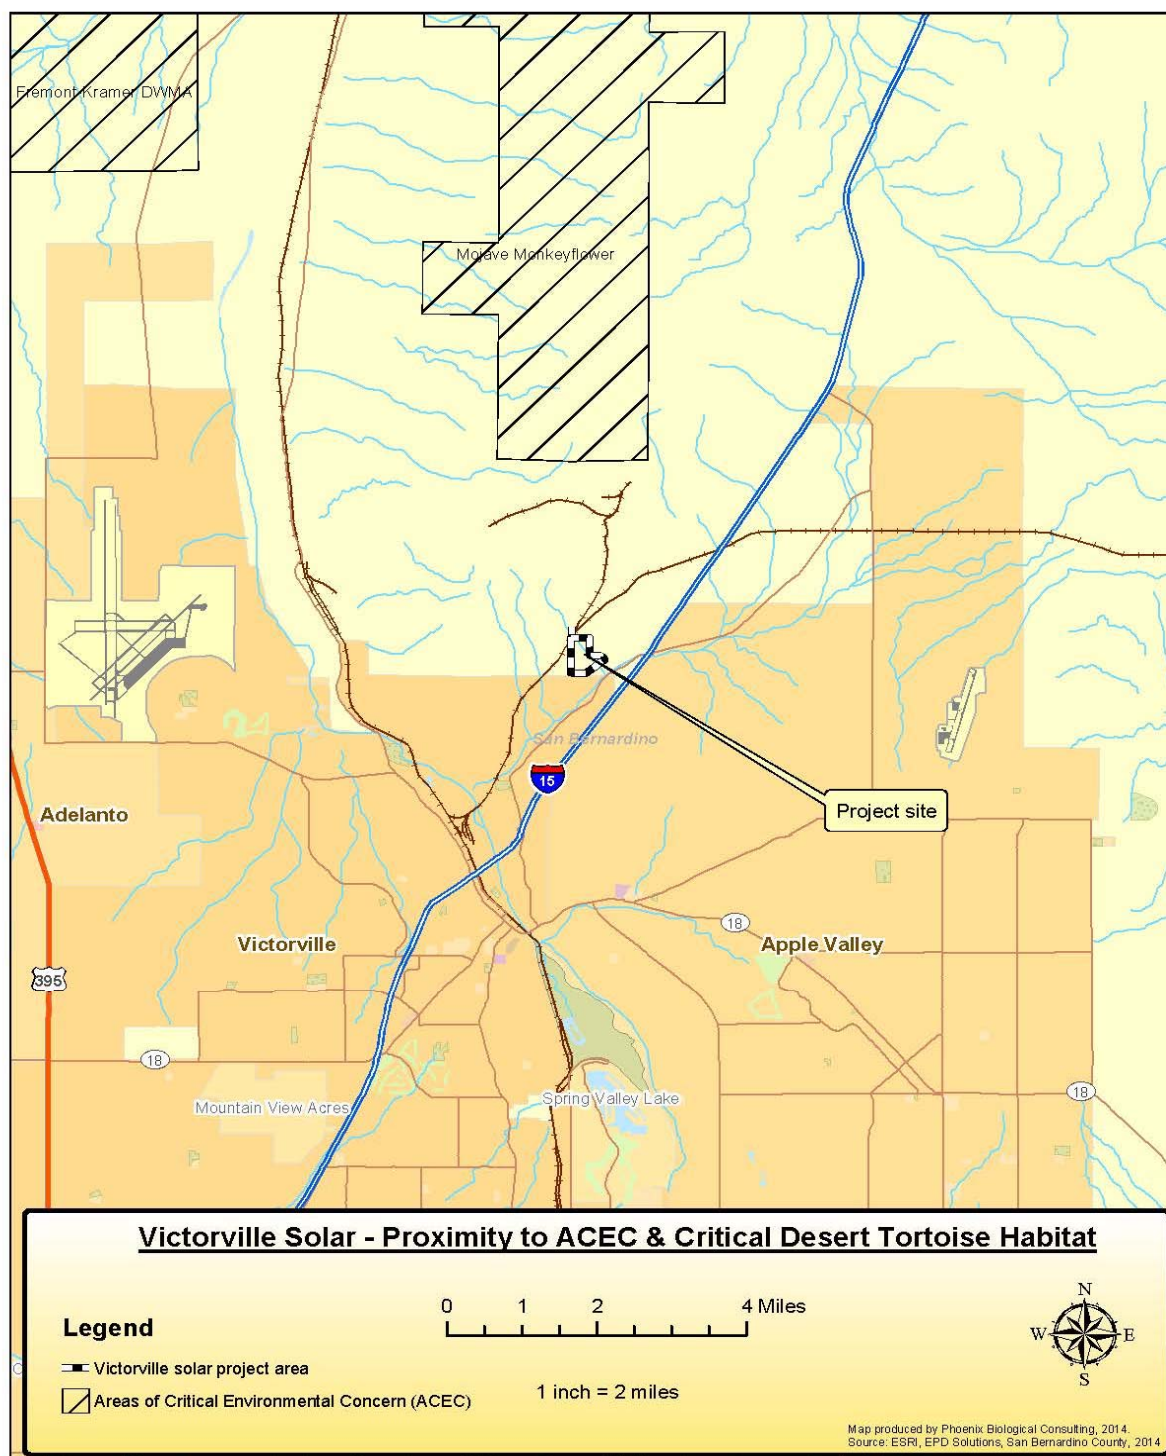 Fremont Kramer DWMA
Mojave Monkeyflower
San Bernardino
15
Project site
Adelanto
18
Victorville
Apple Valley
395
18
Mountain View Acres
Spring Valley Lake
18
Victorville Solar - Proximity to ACEC & Critical Desert Tortoise Habitat
0 1 2 4 Miles
Legend
Victorville solar project area
Areas of Critical Environmental Concern (ACEC)
1 inch = 2 miles
N
W E
S
Map produced by Phoenix Biological Consulting, 2014.
Source: ESRI, EPD Solutions, San Bernardino County, 2014